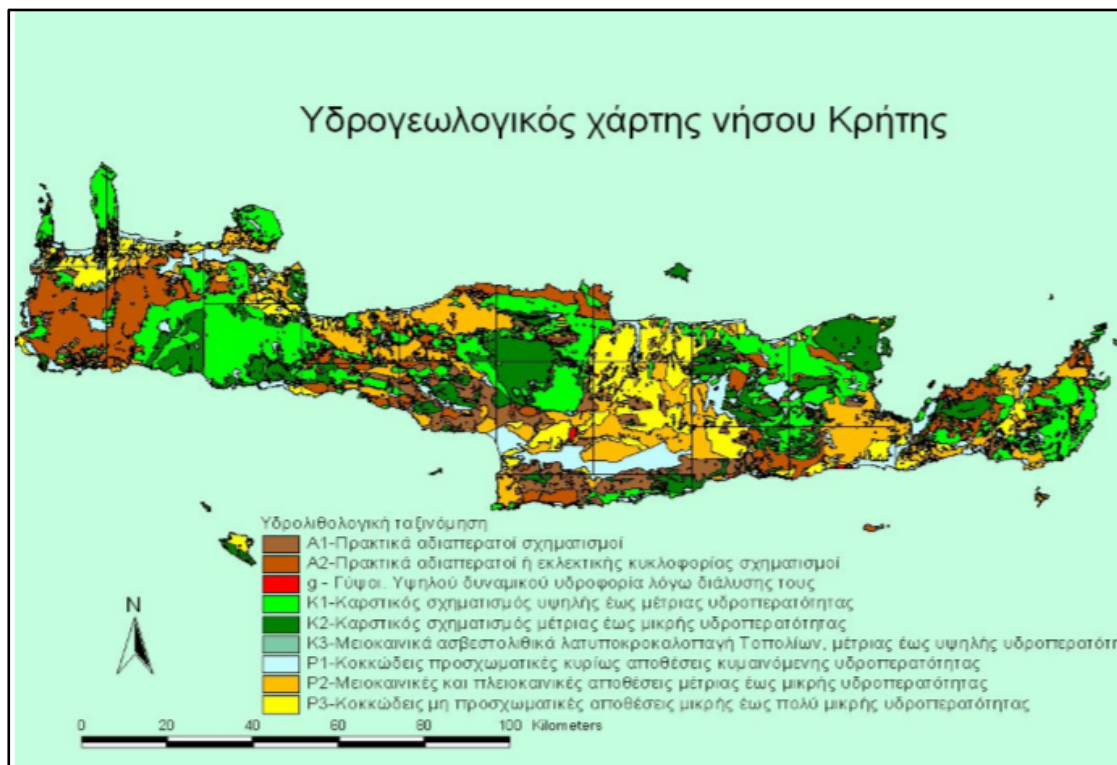 Υδρογεωλογικός χάρτης νήσου Κρήτης
Υδρολιθολογική ταξινόμηση
Α1-Πρακτικά αδιαπερατοί σχηματισμοί
Α2-Πρακτικά αδιαπερατοί ή εκλεκτικής κυκλοφορίας σχηματισμοί
g - Γύψοι. Υψηλού δυναμικού υδροφορία λόγω διάλυσης τους
Κ1-Καρστικός σχηματισμός υψηλής έως μέτριας υδροπερατότητας
Κ2-Καρστικός σχηματισμός μέτριας έως μικρής υδροπερατότητας
Κ3-Μειοκαινικά ασβεστολιθικά λατυποκροκαλοπαγή Τοπολίων, μέτριας έως υψηλής υδροπερατότη
Ρ1-Κοκκώδεις προσχωματικές κυρίως αποθέσεις κυμαινόμενης υδροπερατότητας
Ρ2-Μειοκαινικές και πλειοκαινικές αποθέσεις μέτριας έως μικρής υδροπερατότητας
Ρ3-Κοκκώδεις μη προσχωματικές αποθέσεις μικρής έως πολύ μικρής υδροπερατότητας
N
0 20 40 60 80 100 Kilometers